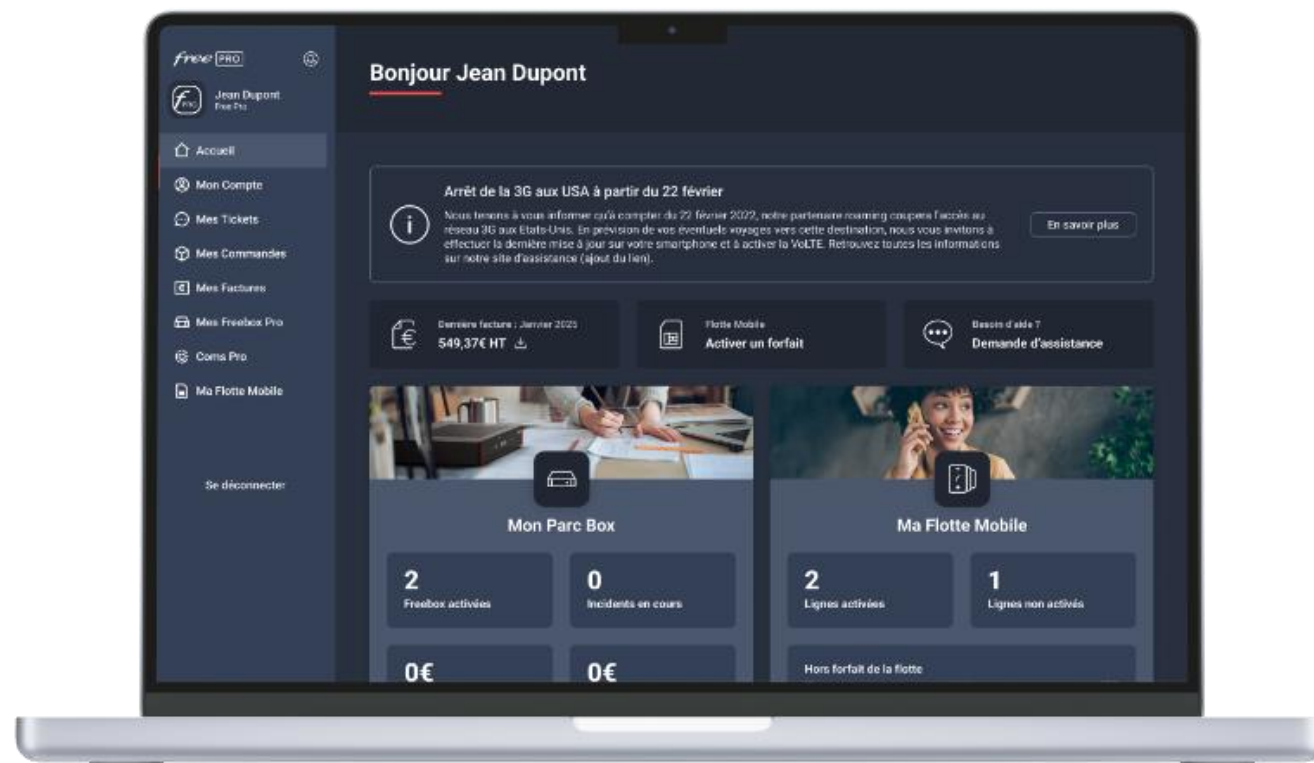 free PRO
Jean Dupont
Free Pro
Accueil
Mon Compte
Mes Tickets
Mes Commandes
Mes Factures
Mes Freebox Pro
Coms Pro
Ma Flotte Mobile
Se déconnecter
Bonjour Jean Dupont
Arrêt de la 3G aux USA à partir du 22 février
Nous tenons à vous informer qu'à compter du 22 février 2022, notre partenaire roaming coupera l'accès au
réseau 3G aux Etats-Unis. En prévision de vos éventuels voyages vers cette destination, nous vous invitons à
effectuer la dernière mise à jour sur votre smartphone et à activer la VoLTE. Retrouvez toutes les informations
sur notre site d'assistance (ajout du lien).
En savoir plus
Dernière facture : Janvier 2025
549,37€ HT
Flotte Mobile
Activer un forfait
Besoin d'aide ?
Demande d'assistance
Mon Parc Box
2
Freebox activées
0
Incidents en cours
0€
0€
Ma Flotte Mobile
2
Lignes activées
1
Lignes non activés
Hors forfait de la flotte